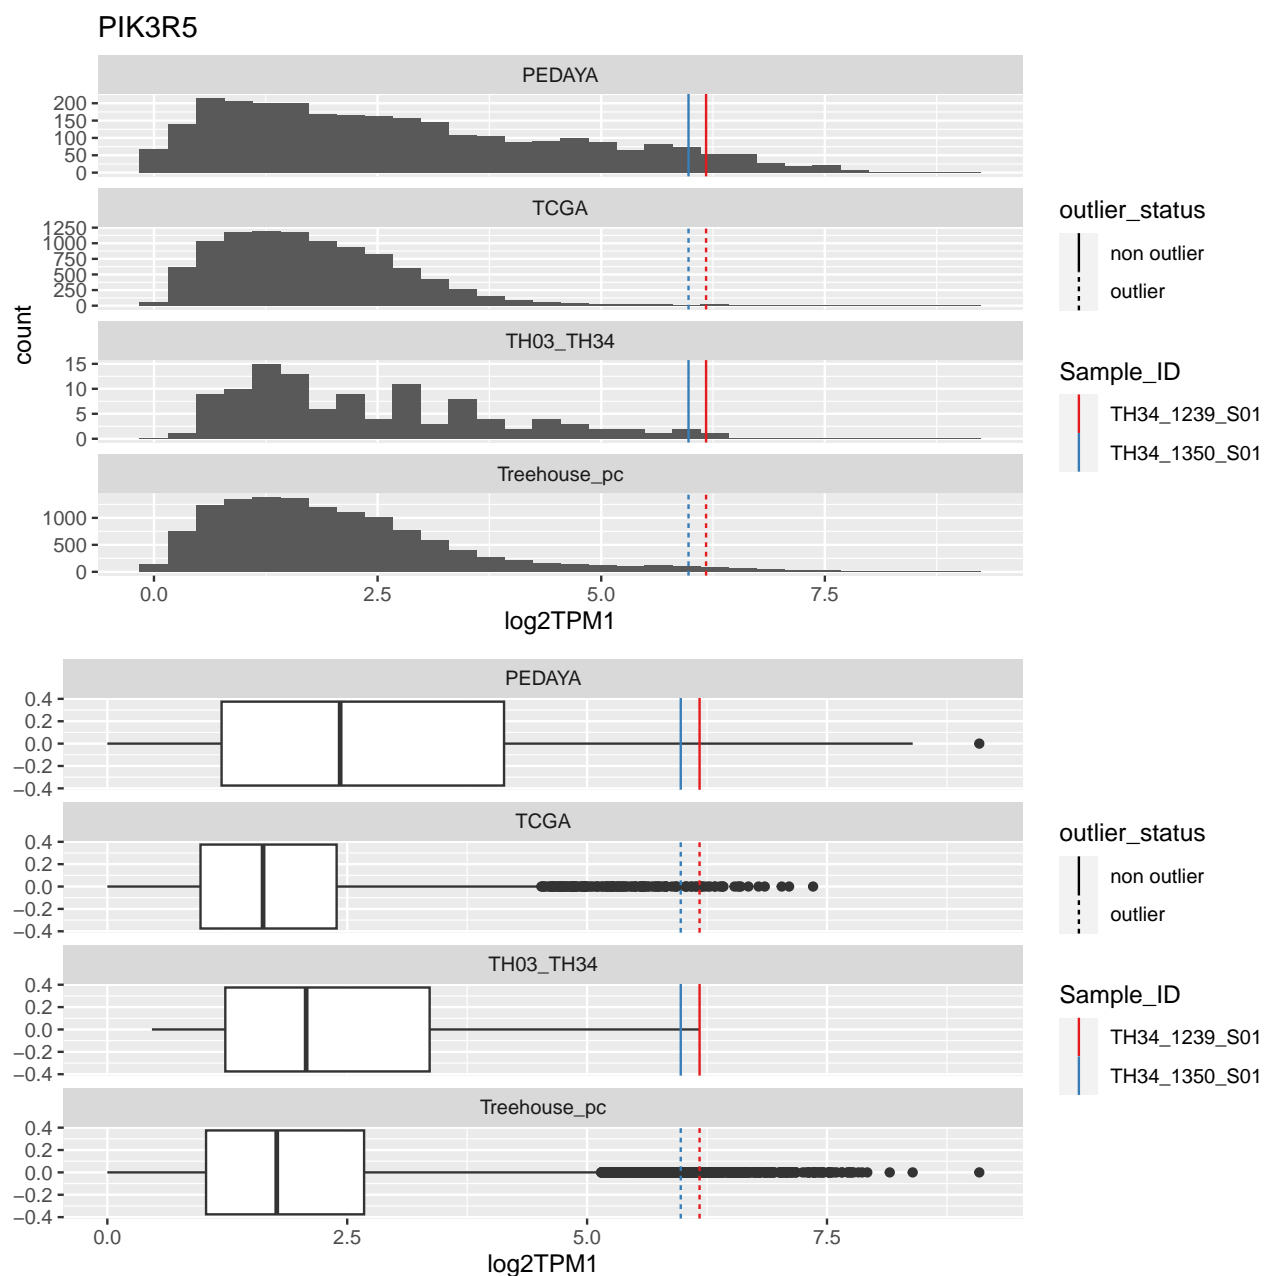 PIK3R5
PEDAYA
200
150
100
50
0
TCGA
1250
1000
750
500
250
0
TH03_TH34
15
10
5
0
Treehouse_pc
1000
500
0
0.0 2.5 5.0 7.5
log2TPM1
count
outlier_status
non outlier
outlier
Sample_ID
TH34_1239_S01
TH34_1350_S01
PEDAYA
0.4
0.2
0.0
−0.2
−0.4
TCGA
0.4
0.2
0.0
−0.2
−0.4
TH03_TH34
0.4
0.2
0.0
−0.2
−0.4
Treehouse_pc
0.4
0.2
0.0
−0.2
−0.4
0.0 2.5 5.0 7.5
log2TPM1
outlier_status
non outlier
outlier
Sample_ID
TH34_1239_S01
TH34_1350_S01